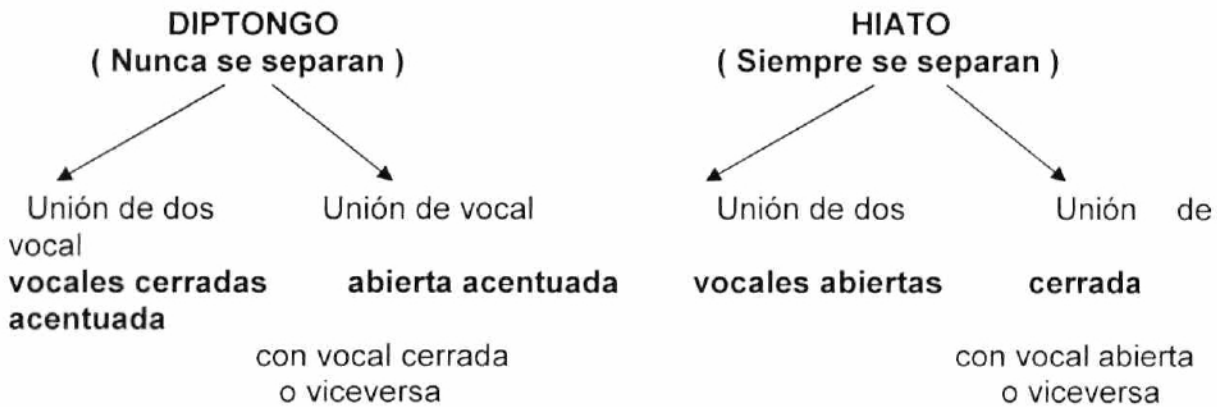 DIPTONGO HIATO
( Nunca se separan ) ( Siempre se separan )
Unión de dos Unión de vocal Unión de dos Unión de
vocal
vocales cerradas abierta acentuada vocales abiertas cerrada
acentuada
con vocal cerrada con vocal abierta
o viceversa o viceversa